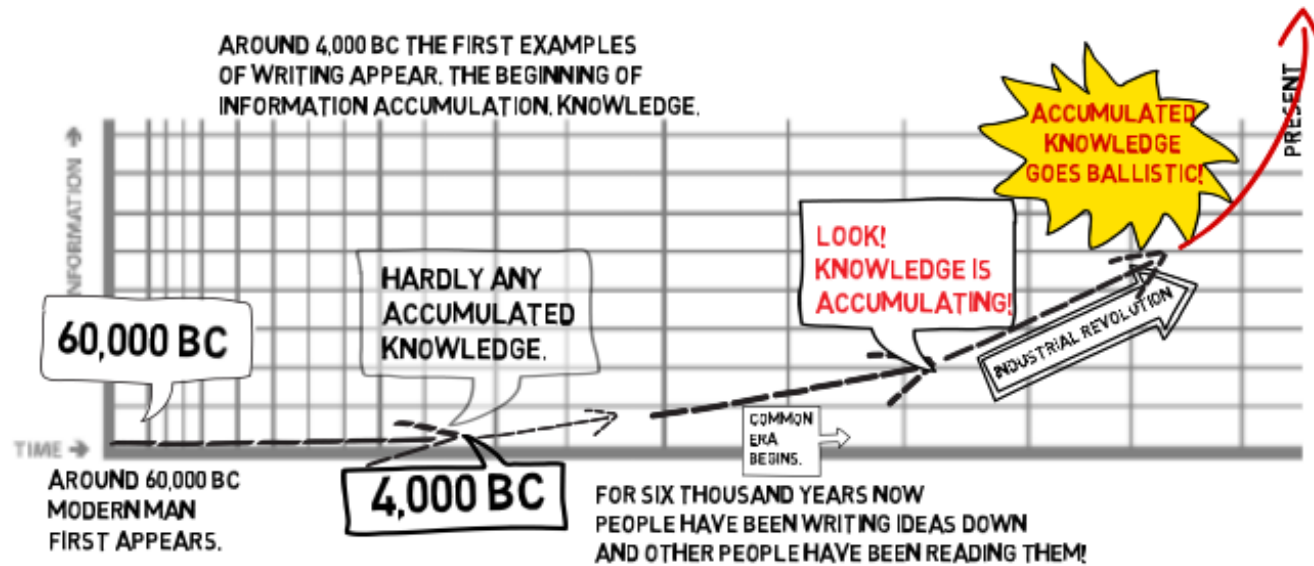 AROUND 4,000 BC THE FIRST EXAMPLES
OF WRITING APPEAR. THE BEGINNING OF
INFORMATION ACCUMULATION. KNOWLEDGE.
INFORMATION
ACCUMULATED
KNOWLEDGE
GOES BALLISTIC!
PRESENT
LOOK!
KNOWLEDGE IS
ACCUMULATING!
HARDLY ANY
ACCUMULATED
KNOWLEDGE.
60,000 BC
INDUSTRIAL REVOLUTION
COMMON
ERA
BEGINS.
TIME
4,000 BC
AROUND 60,000 BC
MODERN MAN
FIRST APPEARS.
FOR SIX THOUSAND YEARS NOW
PEOPLE HAVE BEEN WRITING IDEAS DOWN
AND OTHER PEOPLE HAVE BEEN READING THEM!